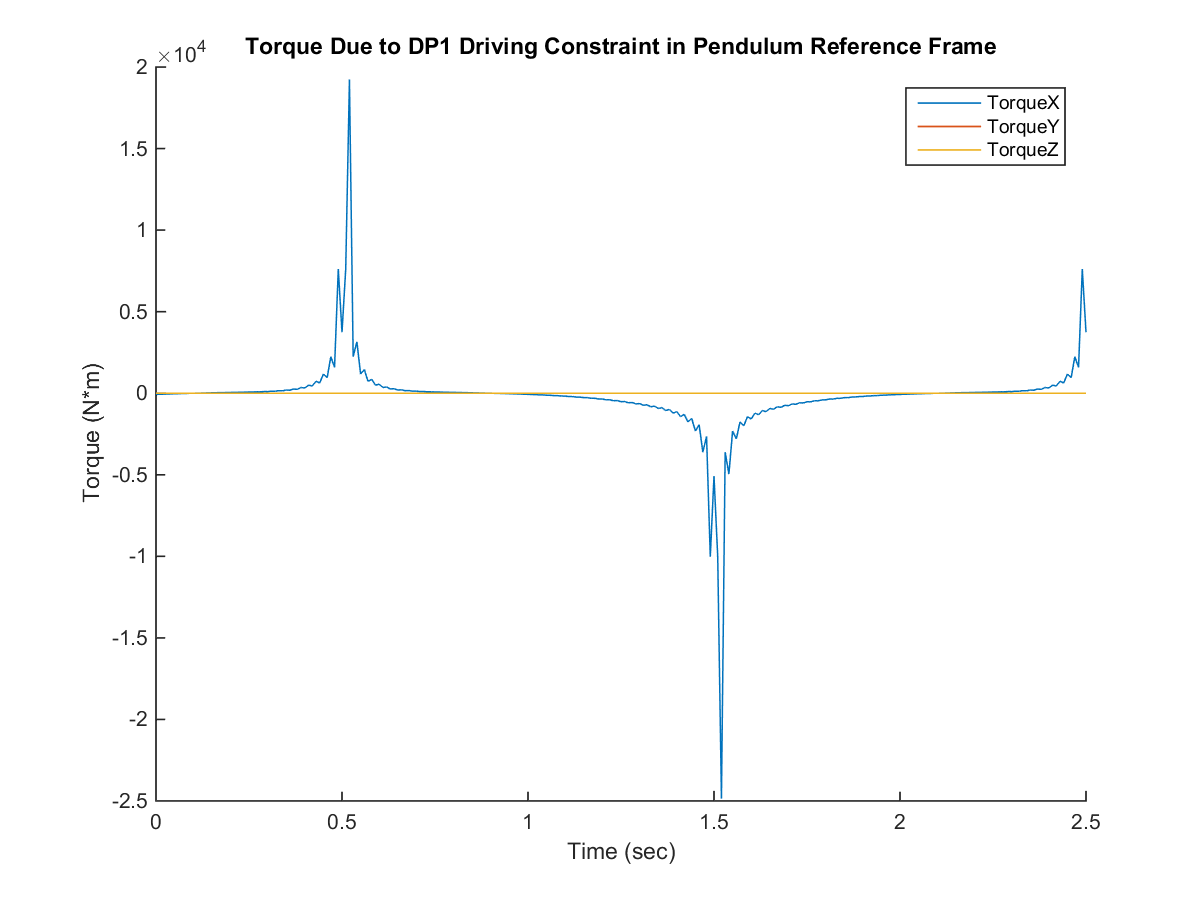 Torque Due to DP1 Driving Constraint in Pendulum Reference Frame
×10⁴
TorqueX
TorqueY
TorqueZ
2
1.5
1
0.5
0
-0.5
-1
-1.5
-2
-2.5
Torque (N*m)
0 0.5 1 1.5 2 2.5
Time (sec)